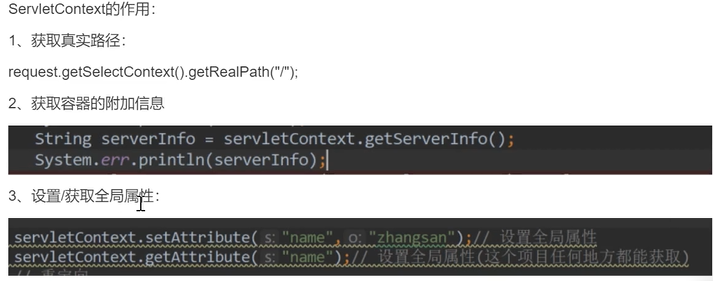 ServletContext的作用：
1、获取真实路径：
request.getSelectContext().getRealPath("/");
2、获取容器的附加信息
String serverInfo = servletContext.getServerInfo();
System.err.println(serverInfo);
3、设置/获取全局属性：
servletContext.setAttribute( s: "name", o: "zhangsan");// 设置全局属性
servletContext.getAttribute( s: "name");// 设置全局属性(这个项目任何地方都能获取)
// 重定向